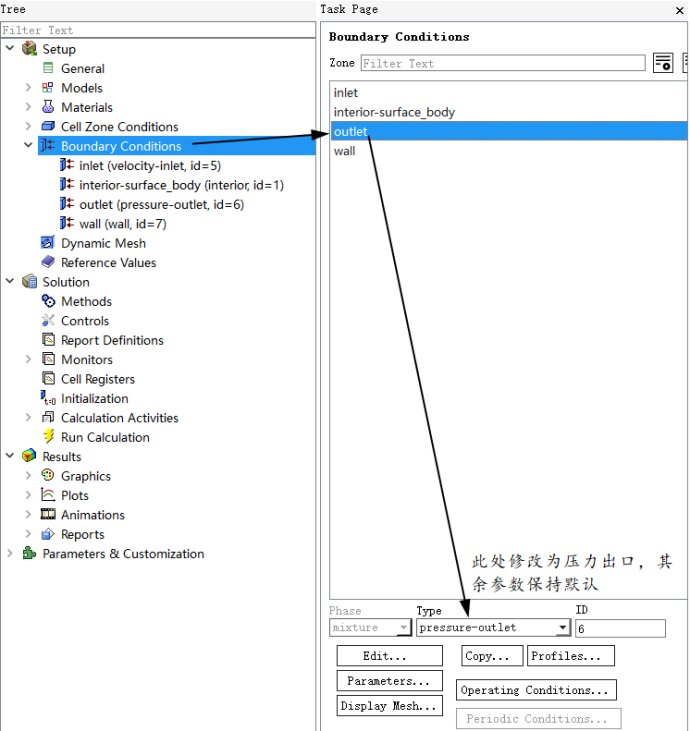 Tree
Filter Text
Setup
General
Models
Materials
Cell Zone Conditions
Boundary Conditions
inlet (velocity-inlet, id=5)
interior-surface_body (interior, id=1)
outlet (pressure-outlet, id=6)
wall (wall, id=7)
Dynamic Mesh
Reference Values
Solution
Methods
Controls
Report Definitions
Monitors
Cell Registers
t=0 Initialization
Calculation Activities
Run Calculation
Results
Graphics
Plots
Animations
Reports
Parameters & Customization
Task Page
Boundary Conditions
Zone Filter Text
inlet
interior-surface_body
outlet
wall
此处修改为压力出口，其
余参数保持默认
Phase Type ID
mixture pressure-outlet 6
Edit... Copy... Profiles...
Parameters... Operating Conditions...
Display Mesh...
Periodic Conditions...